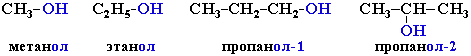 CH₃–OH C₂H₅–OH CH₃–CH₂–CH₂–OH CH₃–CH–CH₃
OH
метанол этанол пропанол-1 пропанол-2